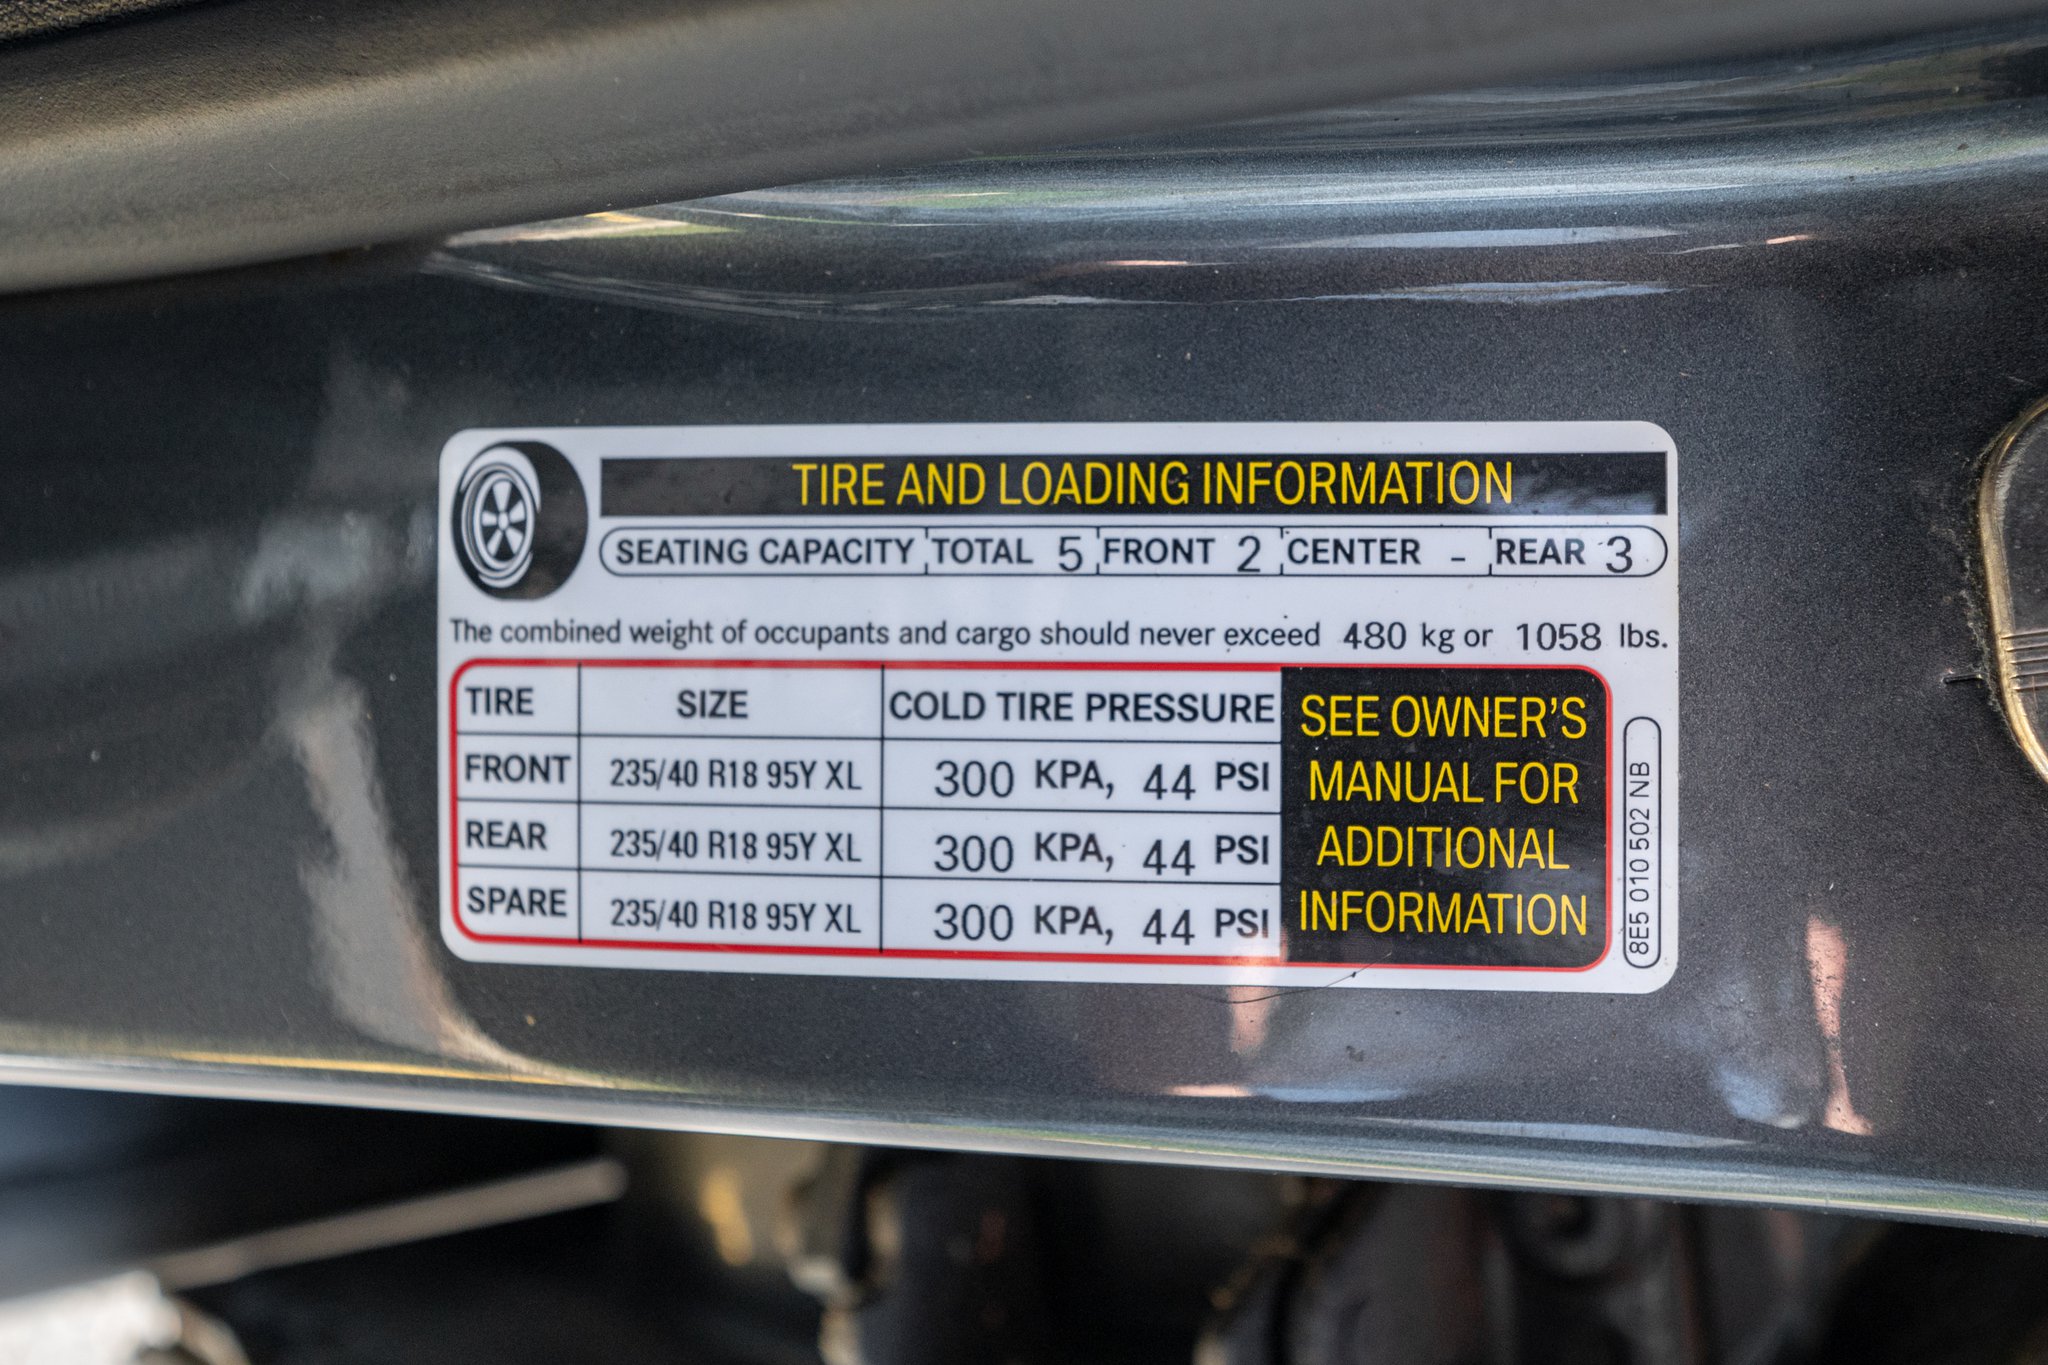 TIRE AND LOADING INFORMATION
SEATING CAPACITY TOTAL 5 FRONT 2 CENTER - REAR 3
The combined weight of occupants and cargo should never exceed 480 kg or 1058 lbs.
TIRE SIZE COLD TIRE PRESSURE
FRONT 235/40 R18 95Y XL 300 KPA, 44 PSI
REAR 235/40 R18 95Y XL 300 KPA, 44 PSI
SPARE 235/40 R18 95Y XL 300 KPA, 44 PSI
SEE OWNER'S
MANUAL FOR
ADDITIONAL
INFORMATION
8E5 010 502 NB